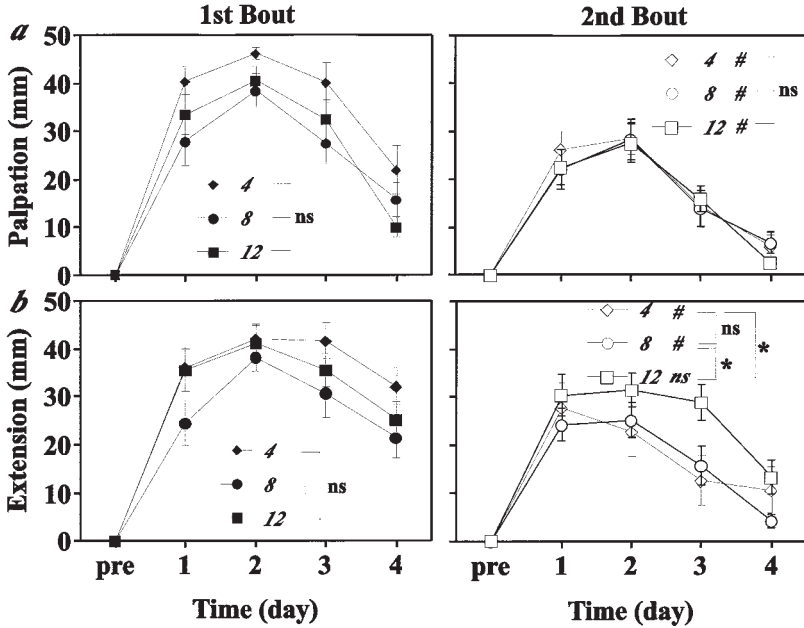 1st Bout
2nd Bout
a
Palpation (mm)
50
40
30
20
10
0
4
8 ns
12
4 #
8 # ns
12 #
b
Extension (mm)
50
40
30
20
10
0
4
8
ns
12
4 #
ns
8 #
*
*
12 ns
pre 1 2 3 4
pre 1 2 3 4
Time (day)
Time (day)